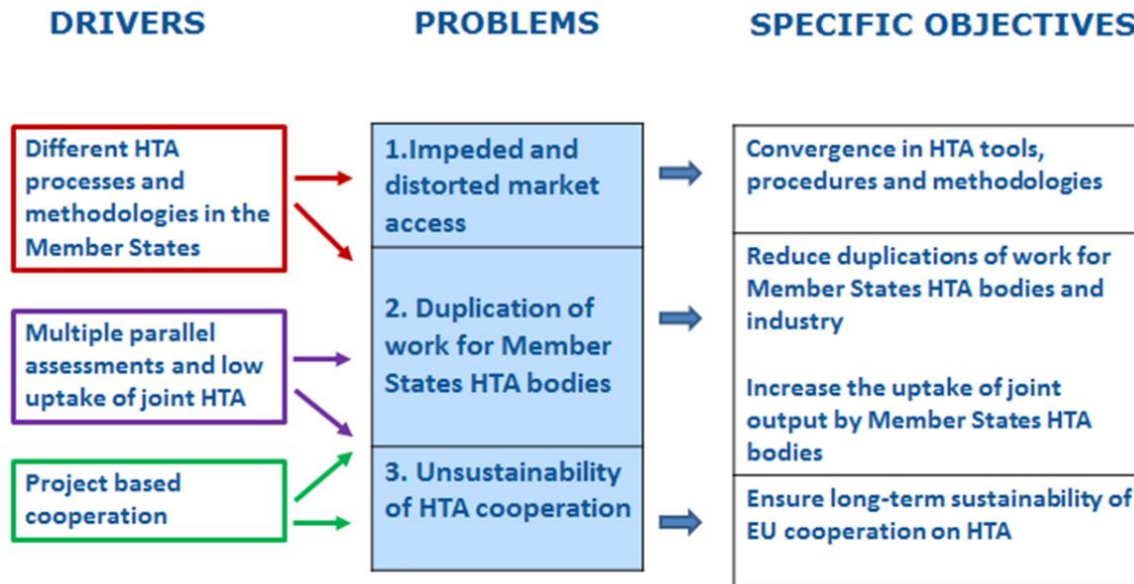 DRIVERS
PROBLEMS
SPECIFIC OBJECTIVES
Different HTA
processes and
methodologies in the
Member States
Multiple parallel
assessments and low
uptake of joint HTA
Project based
cooperation
1.Impeded and
distorted market
access
2. Duplication of
work for Member
States HTA bodies
3. Unsustainability
of HTA cooperation
Convergence in HTA tools,
procedures and methodologies
Reduce duplications of work for
Member States HTA bodies and
industry
Increase the uptake of joint
output by Member States HTA
bodies
Ensure long-term sustainability of
EU cooperation on HTA